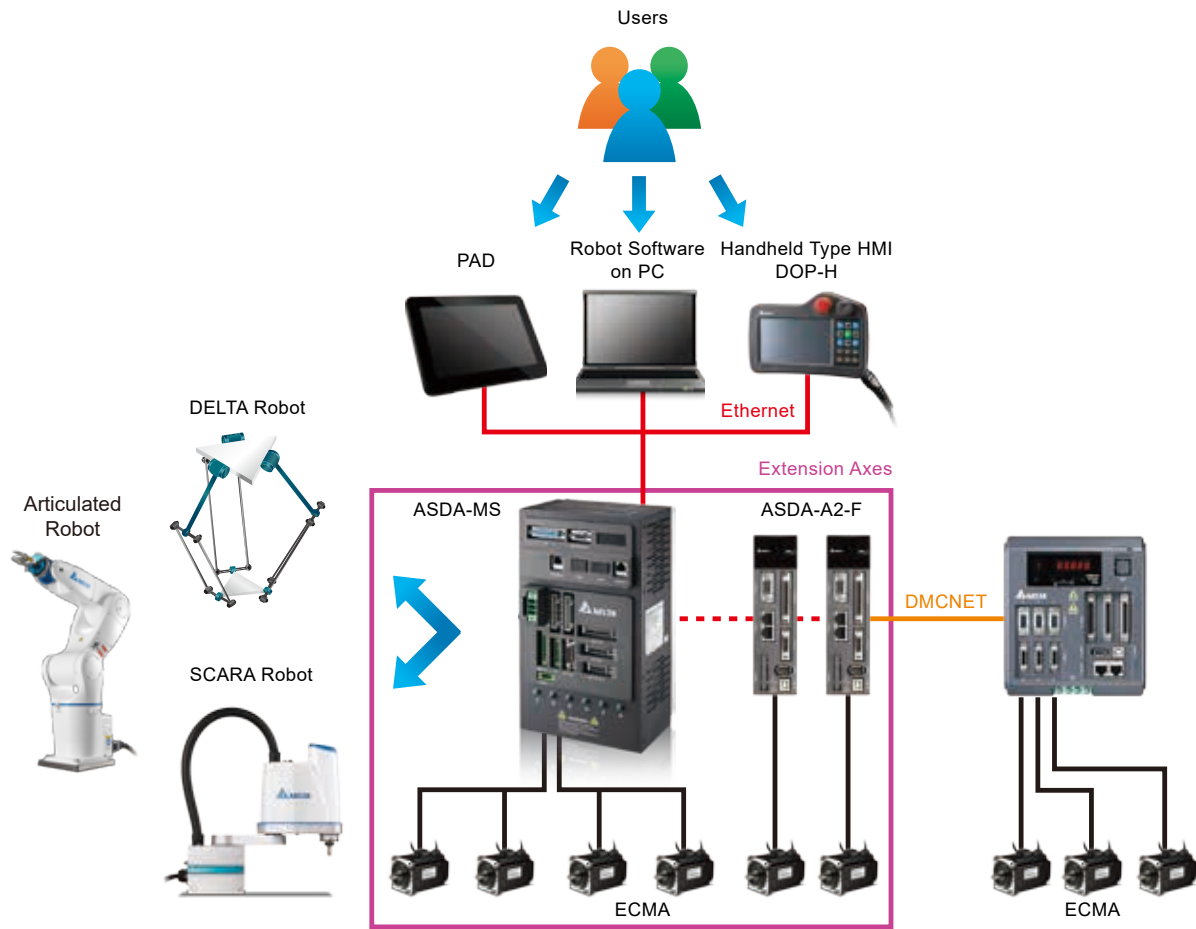 Users
PAD
Robot Software
on PC
Handheld Type HMI
DOP-H
Ethernet
DELTA Robot
Extension Axes
Articulated
Robot
ASDA-MS
ASDA-A2-F
DMCNET
SCARA Robot
ECMA
ECMA